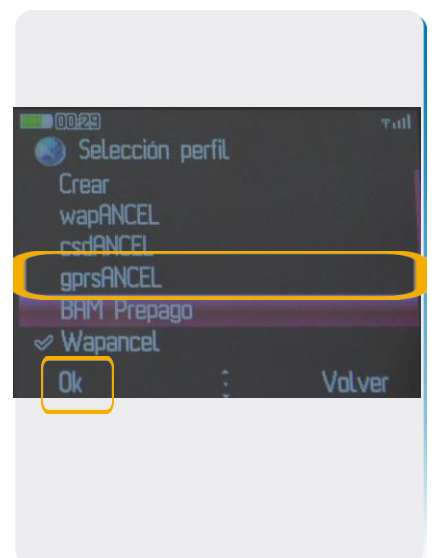 00:29
Selección perfil
Crear
wapANCEL
csdANCEL
gprsANCEL
BAM Prepago
Wapancel
Ok Volver